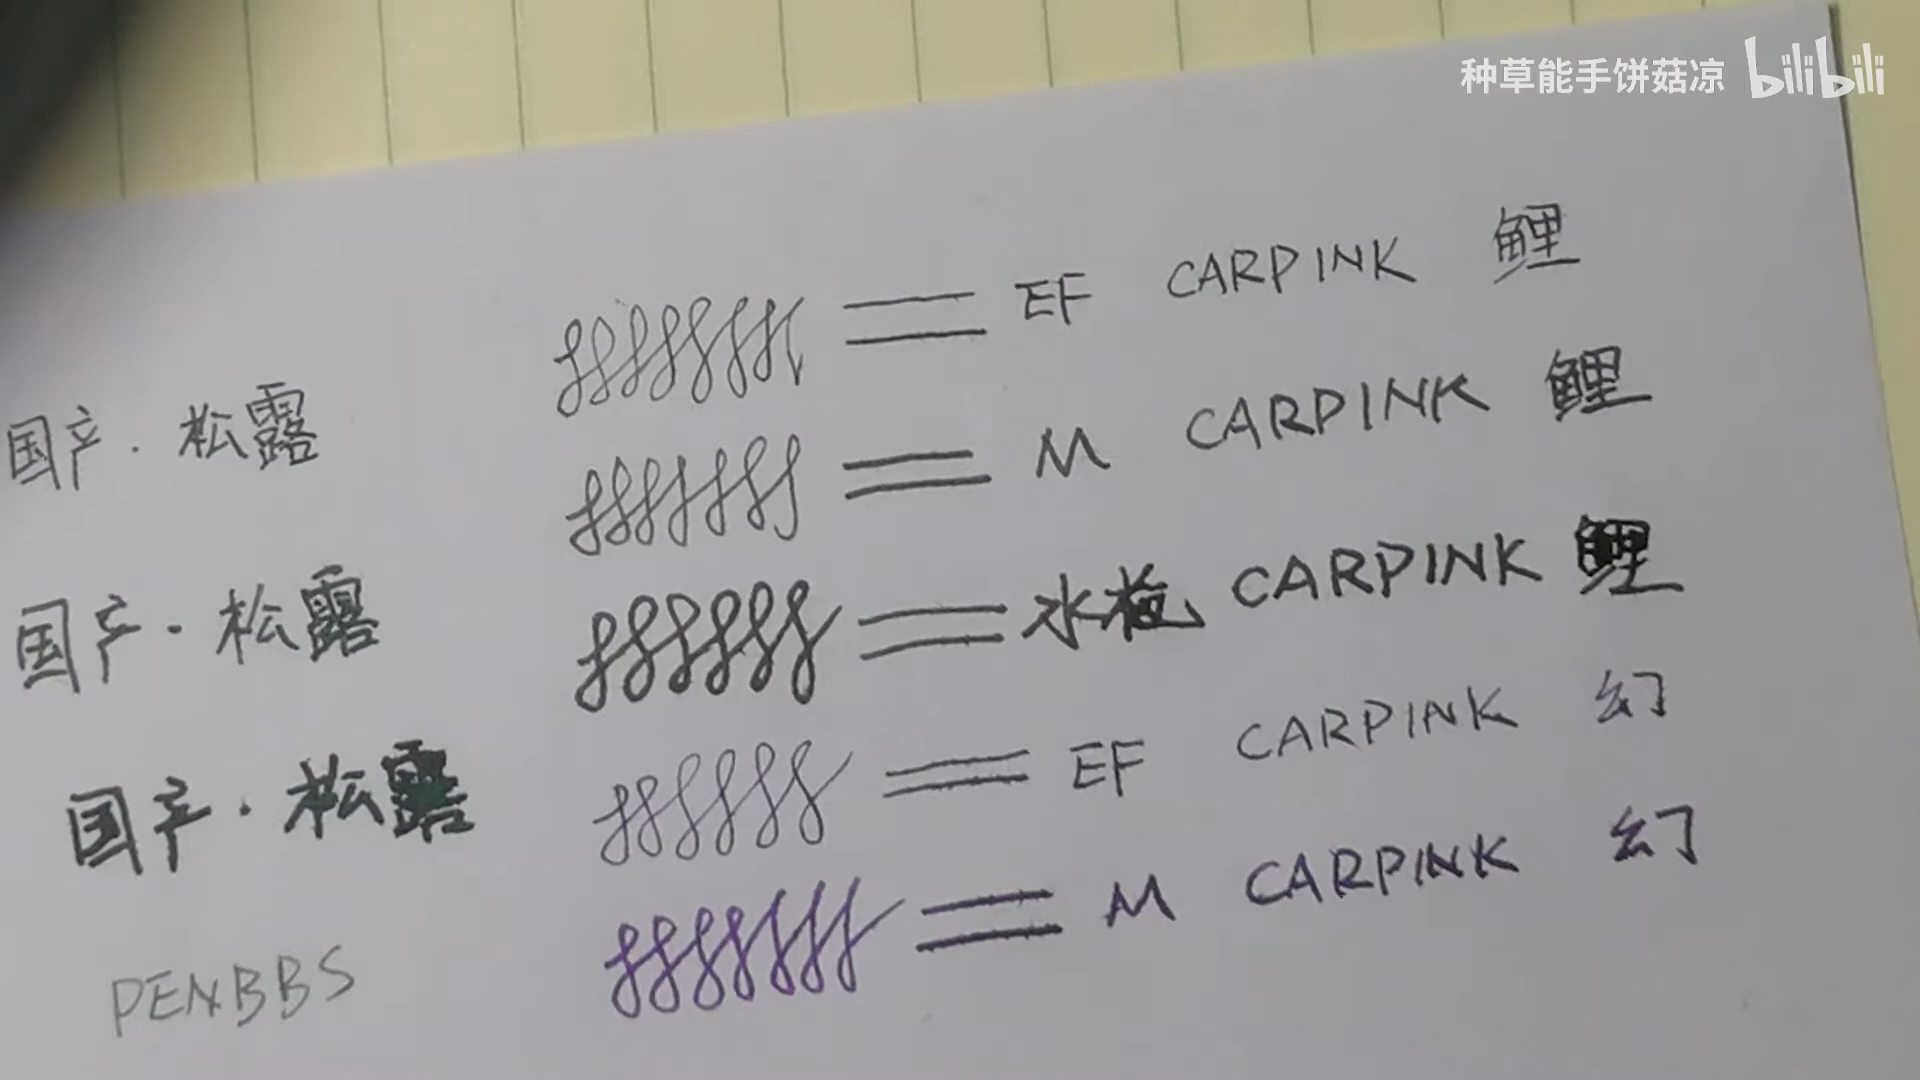 种草能手饼菇凉 bilibili
EF CARPINK 鲤
国产·松露
M CARPINK 鲤
国产·松露
水艳 CARPINK 鲤
国产·松露
EF CARPINK 幻
M CARPINK 幻
PENBBS